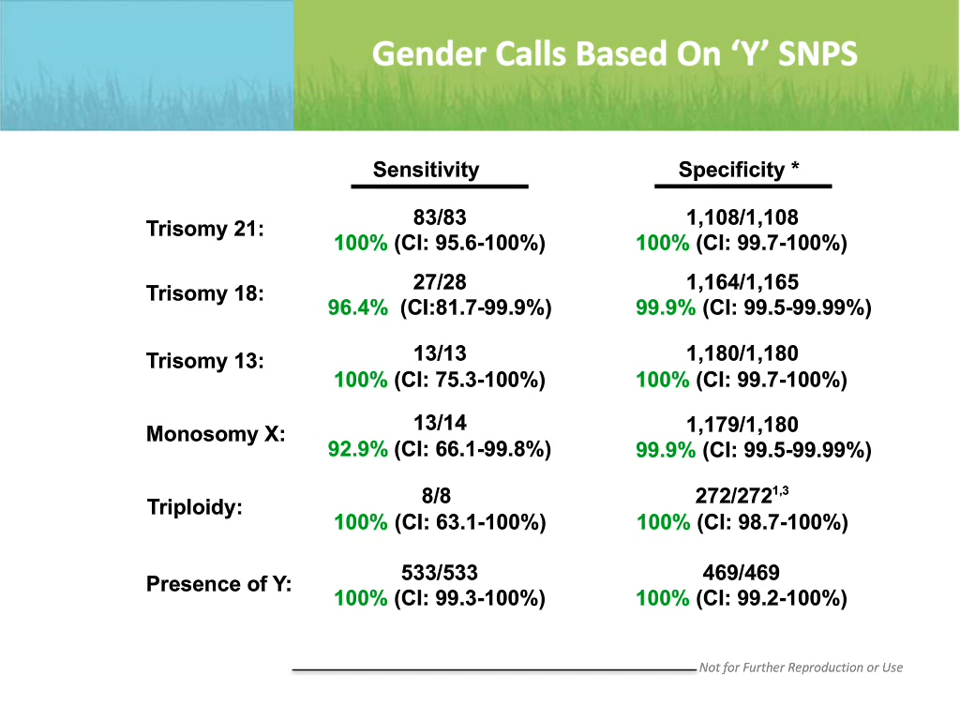 Gender Calls Based On ‘Y’ SNPS
Sensitivity
Specificity *
Trisomy 21:
83/83
100% (CI: 95.6-100%)
1,108/1,108
100% (CI: 99.7-100%)
Trisomy 18:
27/28
96.4% (CI:81.7-99.9%)
1,164/1,165
99.9% (CI: 99.5-99.99%)
Trisomy 13:
13/13
100% (CI: 75.3-100%)
1,180/1,180
100% (CI: 99.7-100%)
Monosomy X:
13/14
92.9% (CI: 66.1-99.8%)
1,179/1,180
99.9% (CI: 99.5-99.99%)
Triploidy:
8/8
100% (CI: 63.1-100%)
272/272¹,³
100% (CI: 98.7-100%)
Presence of Y:
533/533
100% (CI: 99.3-100%)
469/469
100% (CI: 99.2-100%)
Not for Further Reproduction or Use